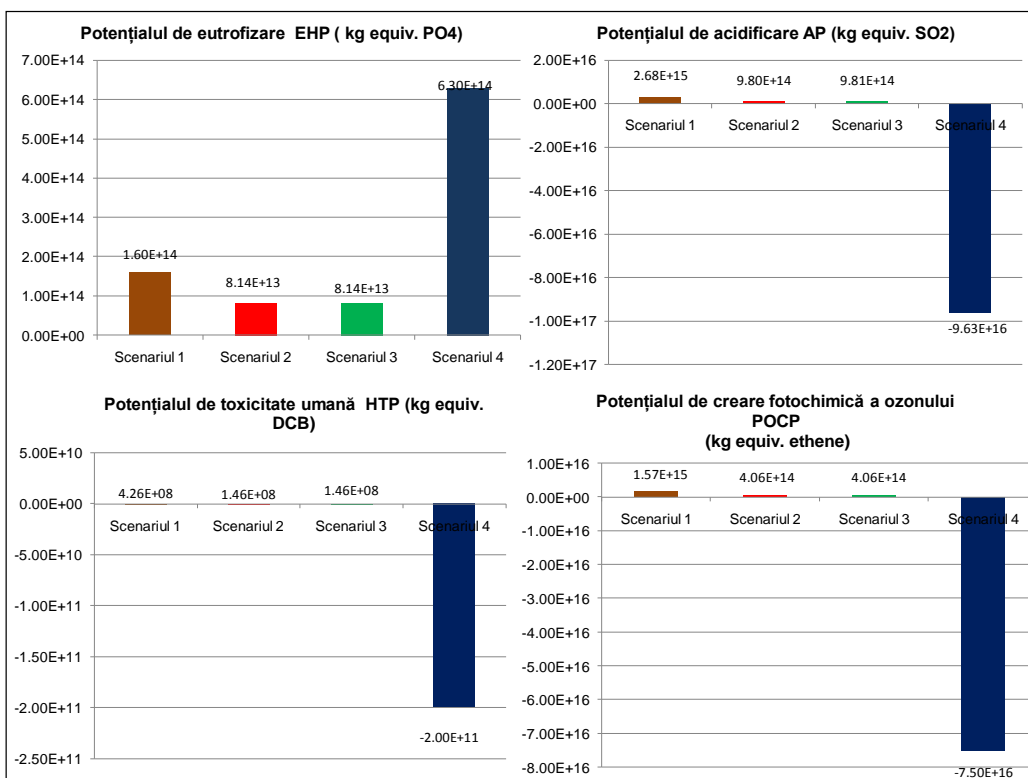 Potențialul de eutrofizare EHP ( kg equiv. PO4)
7.00E+14
6.00E+14
5.00E+14
4.00E+14
3.00E+14
2.00E+14
1.00E+14
0.00E+00
1.60E+14
8.14E+13
8.14E+13
6.30E+14
Scenariul 1
Scenariul 2
Scenariul 3
Scenariul 4
Potențialul de acidificare AP (kg equiv. SO2)
2.00E+16
0.00E+00
-2.00E+16
-4.00E+16
-6.00E+16
-8.00E+16
-1.00E+17
-1.20E+17
2.68E+15
9.80E+14
9.81E+14
-9.63E+16
Scenariul 1
Scenariul 2
Scenariul 3
Scenariul 4
Potențialul de toxicitate umană HTP (kg equiv.
DCB)
5.00E+10
0.00E+00
-5.00E+10
-1.00E+11
-1.50E+11
-2.00E+11
-2.50E+11
4.26E+08
1.46E+08
1.46E+08
-2.00E+11
Scenariul 1
Scenariul 2
Scenariul 3
Scenariul 4
Potențialul de creare fotochimică a ozonului
POCP
(kg equiv. ethene)
1.00E+16
0.00E+00
-1.00E+16
-2.00E+16
-3.00E+16
-4.00E+16
-5.00E+16
-6.00E+16
-7.00E+16
-8.00E+16
1.57E+15
4.06E+14
4.06E+14
-7.50E+16
Scenariul 1
Scenariul 2
Scenariul 3
Scenariul 4